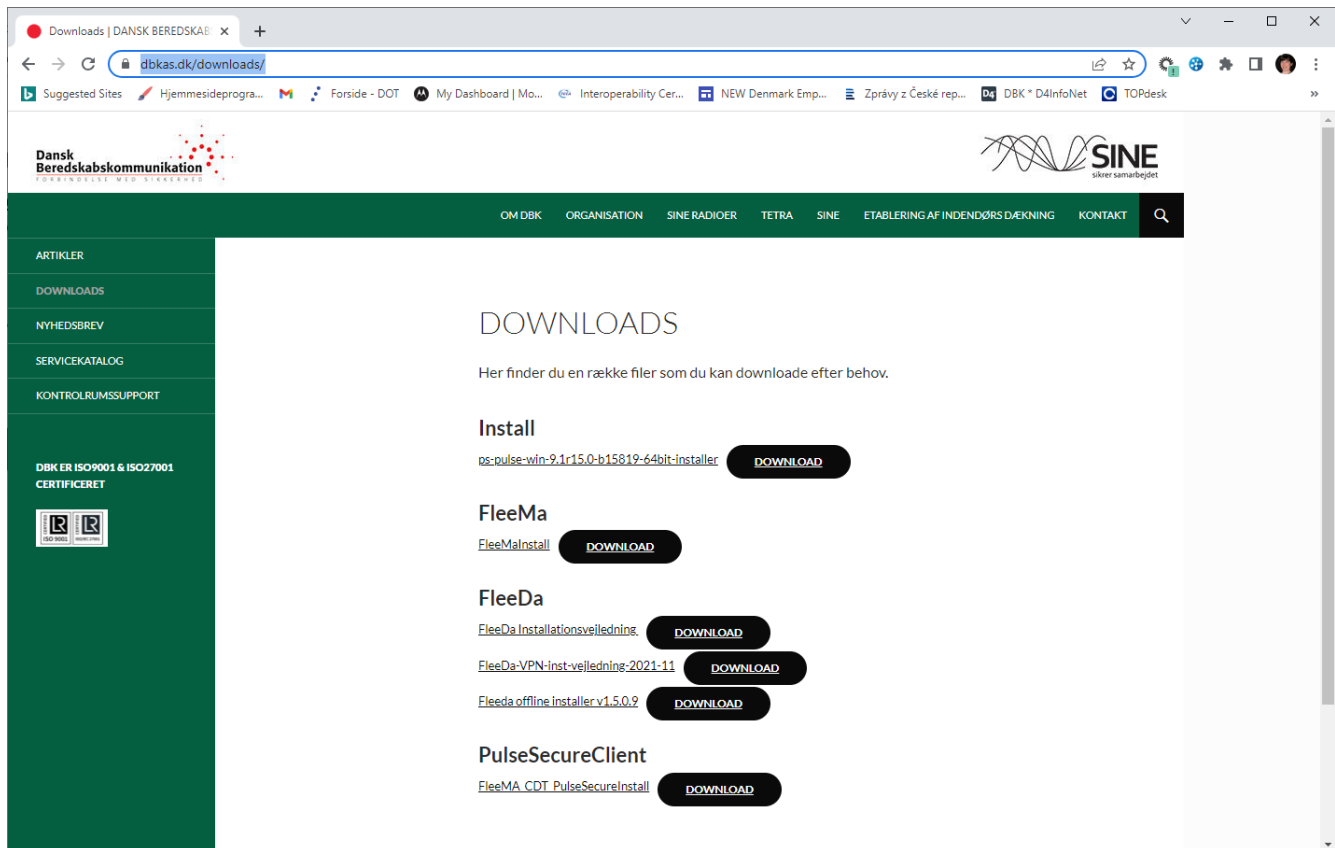 Downloads | DANSK BEREDSKAB
dbkas.dk/downloads/
Suggested Sites
Hjemmesideprogra...
Forside - DOT
My Dashboard | Mo...
Interoperability Cer...
NEW Denmark Emp...
Zprávy z České rep...
D4
DBK * D4InfoNet
TOPdesk
»
Dansk
Beredskabskommunikation
FORBINDELSE MED SIKKERHED
SINE
sikrer samarbejdet
OM DBK
ORGANISATION
SINE RADIOER
TETRA
SINE
ETABLERING AF INDENDØRS DÆKNING
KONTAKT
ARTIKLER
DOWNLOADS
NYHEDSBREV
SERVICEKATALOG
KONTROLRUMSSUPPORT
DBK ER ISO9001 & ISO27001
CERTIFICERET
LR LR
ISO 9001
DOWNLOADS
Her finder du en række filer som du kan downloade efter behov.
Install
ps-pulse-win-9.1r15.0-b15819-64bit-installer DOWNLOAD
FleeMa
FleeMaInstall DOWNLOAD
FleeDa
FleeDa Installationsvejledning DOWNLOAD
FleeDa-VPN-inst-vejledning-2021-11 DOWNLOAD
Fleeda offline installer v1.5.0.9 DOWNLOAD
PulseSecureClient
FleeMA_CDT_PulseSecureInstall DOWNLOAD